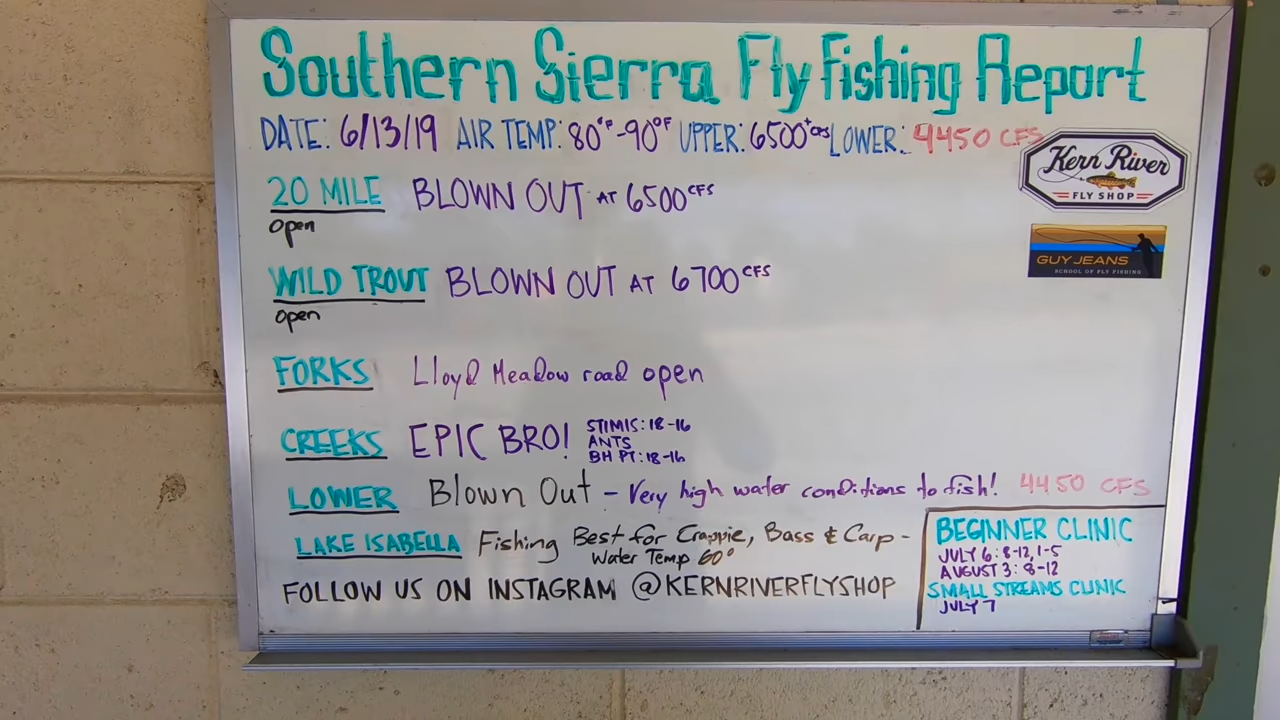 Southern Sierra Fly Fishing Report
DATE: 6/13/19 AIR TEMP: 80°F-90°F UPPER: 6500+CFS LOWER: 4450 CFS
Kern River
FLY SHOP
20 MILE BLOWN OUT AT 6500 CFS
open
GUY JEANS
SCHOOL OF FLY FISHING
WILD TROUT BLOWN OUT AT 6700 CFS
open
FORKS Lloyd Meadow road open
CREEKS EPIC BRO! STIMIS: 18-16
ANTS
BH PT: 18-16
LOWER Blown Out - Very high water conditions to fish! 4450 CFS
LAKE ISABELLA Fishing Best for Crappie, Bass & Carp -
Water Temp 60°
FOLLOW US ON INSTAGRAM @KERNRIVERFLYSHOP
BEGINNER CLINIC
JULY 6: 8-12, 1-5
AUGUST 3: 8-12
SMALL STREAMS CLINIC
JULY 7